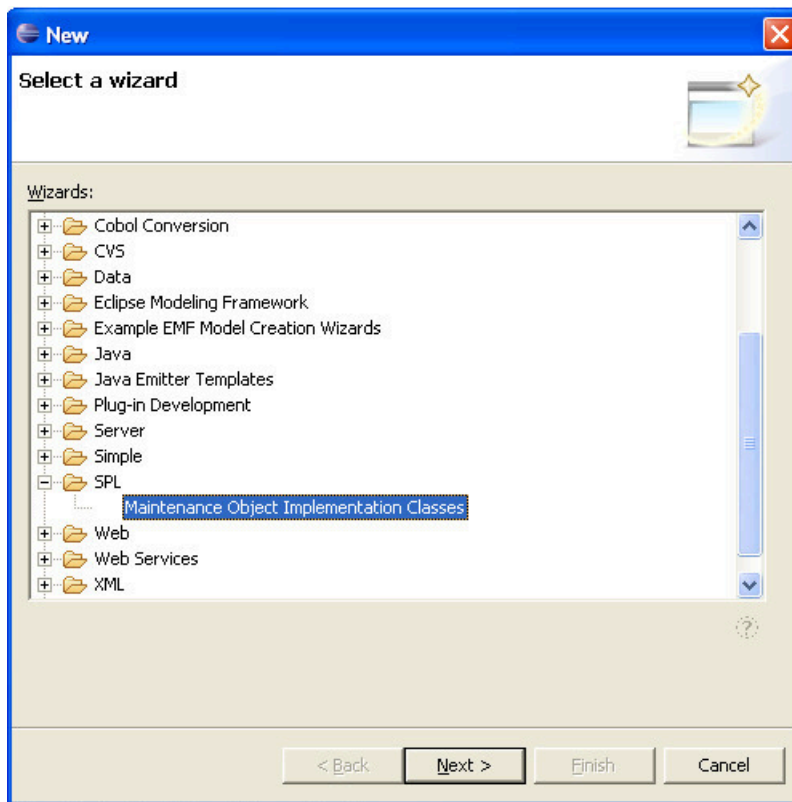 New
Select a wizard
Wizards:
Cobol Conversion
CVS
Data
Eclipse Modeling Framework
Example EMF Model Creation Wizards
Java
Java Emitter Templates
Plug-in Development
Server
Simple
SPL
Maintenance Object Implementation Classes
Web
Web Services
XML
?
< Back Next > Finish Cancel